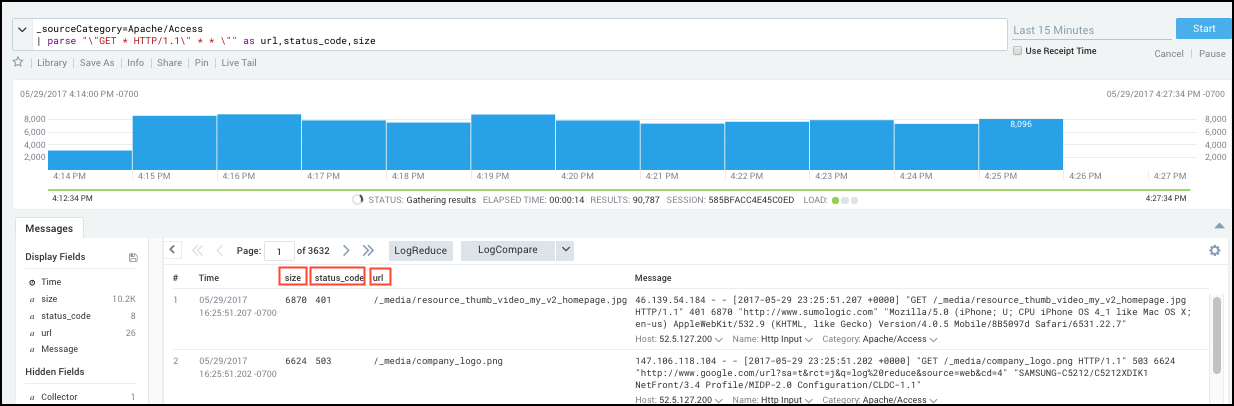 _sourceCategory=Apache/Access
| parse "\"GET * HTTP/1.1\" * * \"" as url,status_code,size
Last 15 Minutes
Start
Use Receipt Time
Cancel
Pause
Library
Save As
Info
Share
Pin
Live Tail
05/29/2017 4:14:00 PM -0700
05/29/2017 4:27:34 PM -0700
8,000
6,000
4,000
2,000
8,096
8,000
6,000
4,000
2,000
4:14 PM
4:15 PM
4:16 PM
4:17 PM
4:18 PM
4:19 PM
4:20 PM
4:21 PM
4:22 PM
4:23 PM
4:24 PM
4:25 PM
4:26 PM
4:27 PM
4:12:34 PM
STATUS: Gathering results ELAPSED TIME: 00:00:14 RESULTS: 90,787 SESSION: 585BFACC4E45C0ED LOAD:
4:27:34 PM
Messages
Display Fields
a Time
a size 10.2K
a status_code 8
a url 26
a Message
Hidden Fields
a Collector 1
Page: 1 of 3632
LogReduce
LogCompare
# Time size status_code url Message
1 05/29/2017 6870 401 /_media/resource_thumb_video_my_v2_homepage.jpg 46.139.54.184 - - [2017-05-29 23:25:51.207 +0000] "GET /_media/resource_thumb_video_my_v2_homepage.jpg
16:25:51.207 -0700 HTTP/1.1" 401 6870 "http://www.sumologic.com" "Mozilla/5.0 (iPhone; U; CPU iPhone OS 4_1 like Mac OS X;
en-us) AppleWebKit/532.9 (KHTML, like Gecko) Version/4.0.5 Mobile/8B5097d Safari/6531.22.7"
Host: 52.5.127.200 Name: Http Input Category: Apache/Access
2 05/29/2017 6624 503 /_media/company_logo.png 147.106.118.104 - - [2017-05-29 23:25:51.202 +0000] "GET /_media/company_logo.png HTTP/1.1" 503 6624
16:25:51.202 -0700 "http://www.google.com/url?sa=t&rct=j&q=log%20reduce&source=web&cd=4" "SAMSUNG-C5212/C5212XDIK1
NetFront/3.4 Profile/MIDP-2.0 Configuration/CLDC-1.1"
Host: 52.5.127.200 Name: Http Input Category: Apache/Access